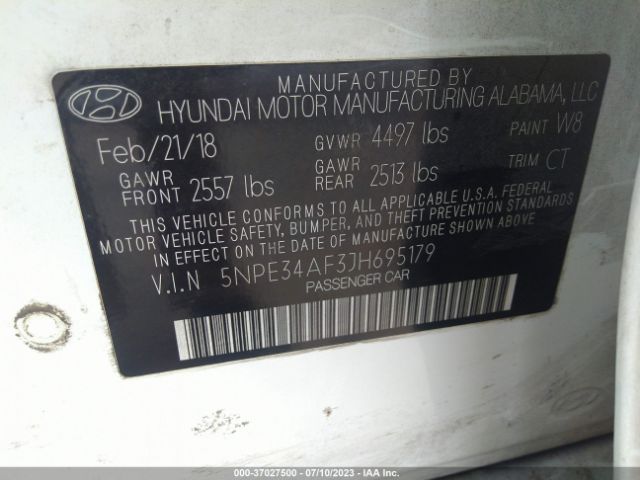 MANUFACTURED BY
HYUNDAI MOTOR MANUFACTURING ALABAMA, LLC
Feb/21/18 GVWR 4497 lbs PAINT W8
GAWR FRONT 2557 lbs GAWR REAR 2513 lbs TRIM CT
THIS VEHICLE CONFORMS TO ALL APPLICABLE U.S.A. FEDERAL
MOTOR VEHICLE SAFETY, BUMPER, AND THEFT PREVENTION STANDARDS
IN EFFECT ON THE DATE OF MANUFACTURE SHOWN ABOVE.
V.I.N 5NPE34AF3JH695179
PASSENGER CAR
000-37027500 - 07/10/2023 - IAA Inc.